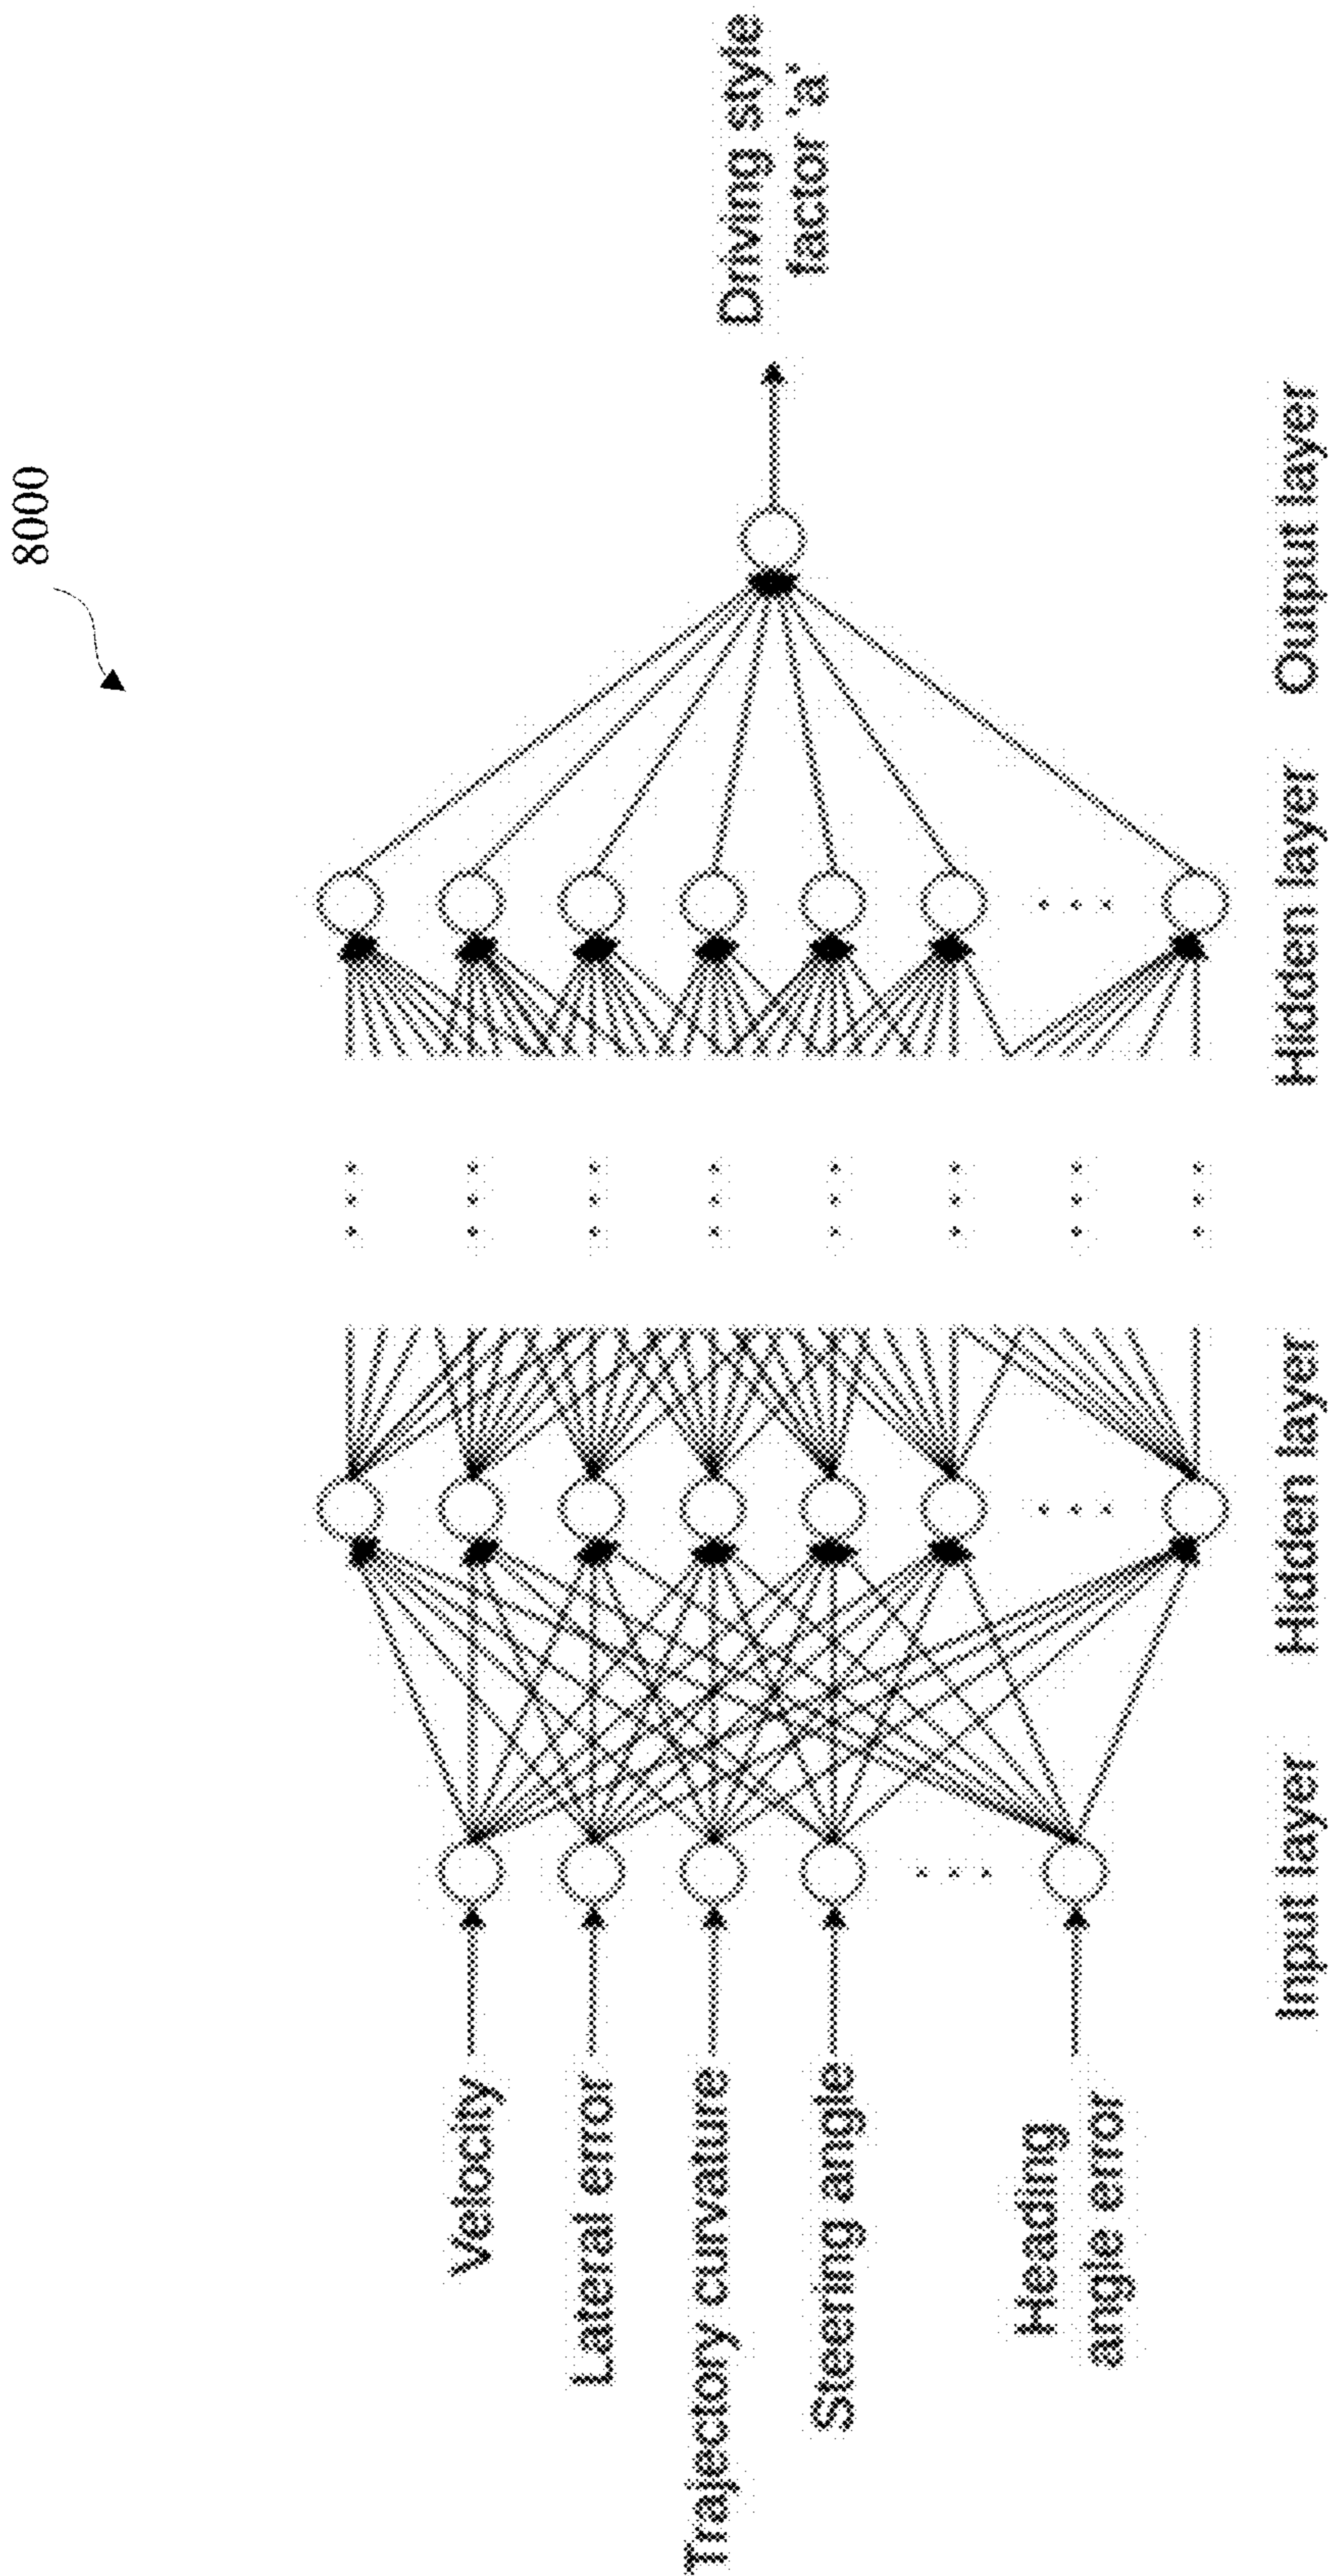 8000
Velocity
Lateral error
Trajectory curvature
Steering angle
Heading
angle error
Driving style
factor 'a'
Input layer
Hidden layer
Hidden layer
Output layer